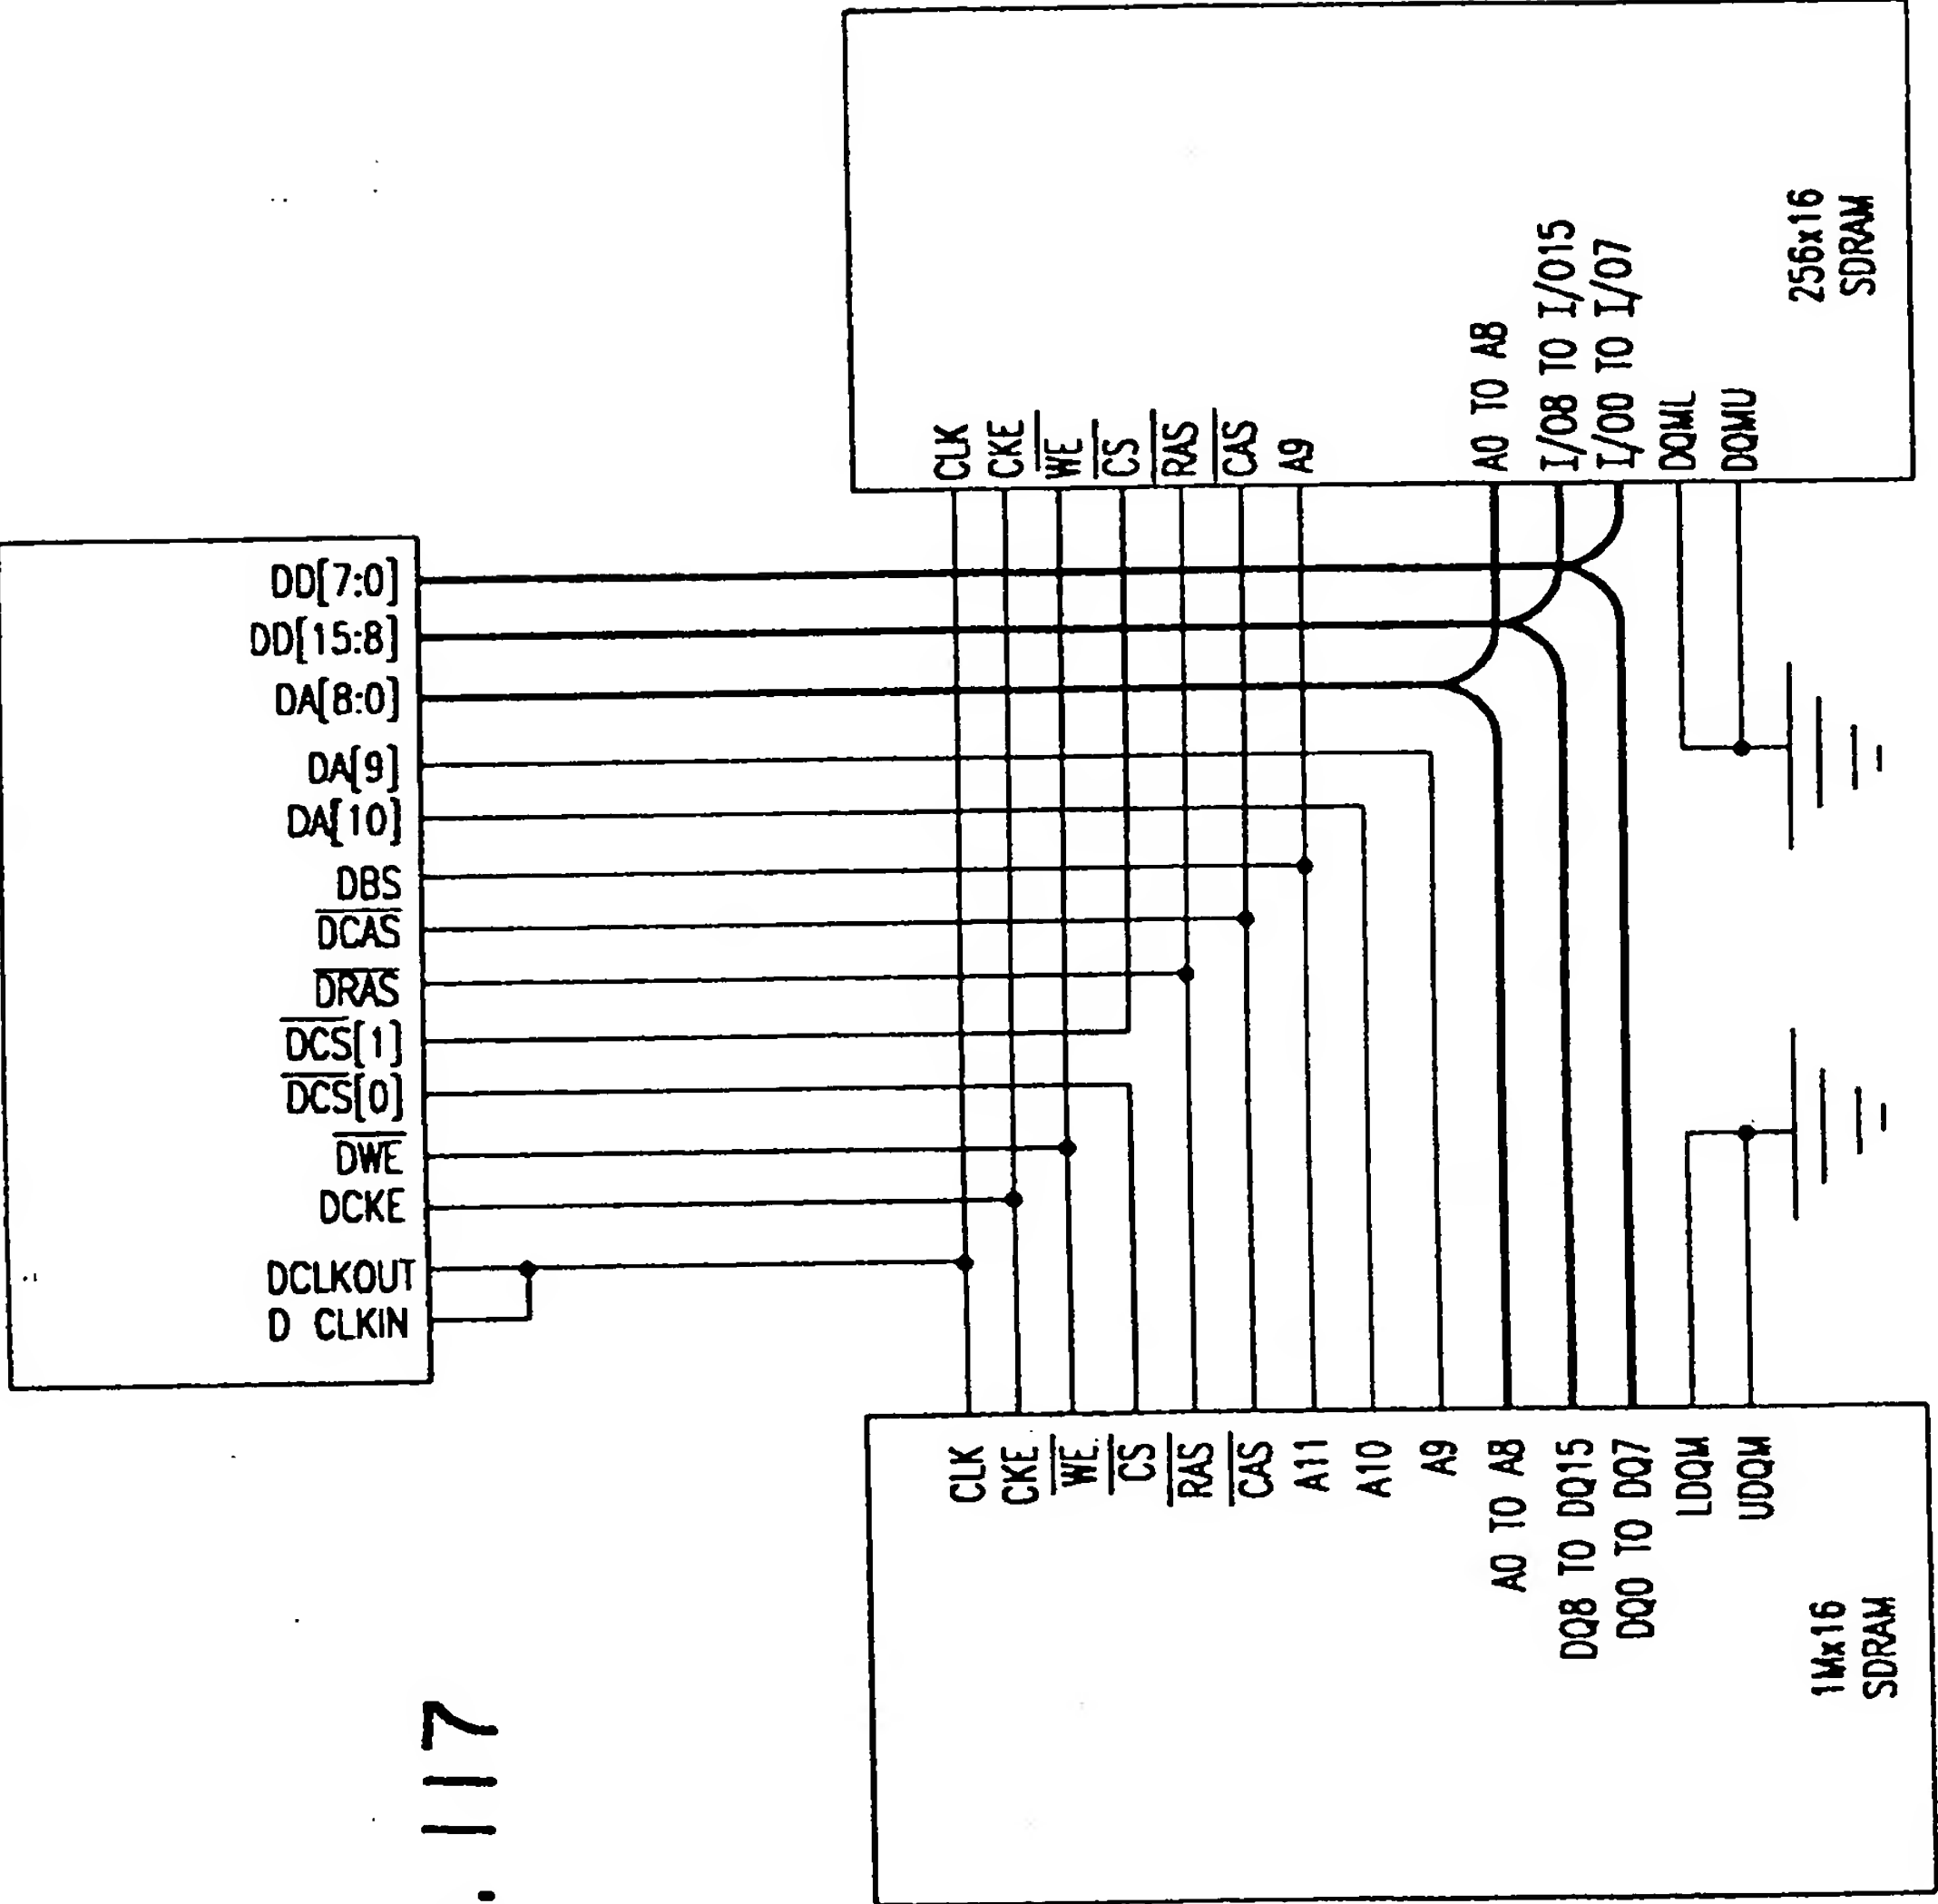 DD[7:0]
DD[15:8]
DA[8:0]
DA[9]
DA[10]
DBS
DCAS
DRAS
DCS[1]
DCS[0]
DWE
DCKE
DCLKOUT
D CLKIN
CLK
CKE
WE
CS
RAS
CAS
A9
A0 TO A8
I/O8 TO I/O15
I/O0 TO I/O7
DQML
DQMU
256x16
SDRAM
CLK
CKE
WE
CS
RAS
CAS
A11
A10
A9
A0 TO A8
DQ8 TO DQ15
DQ0 TO DQ7
LDQM
UDQM
1Mx16
SDRAM
. 117